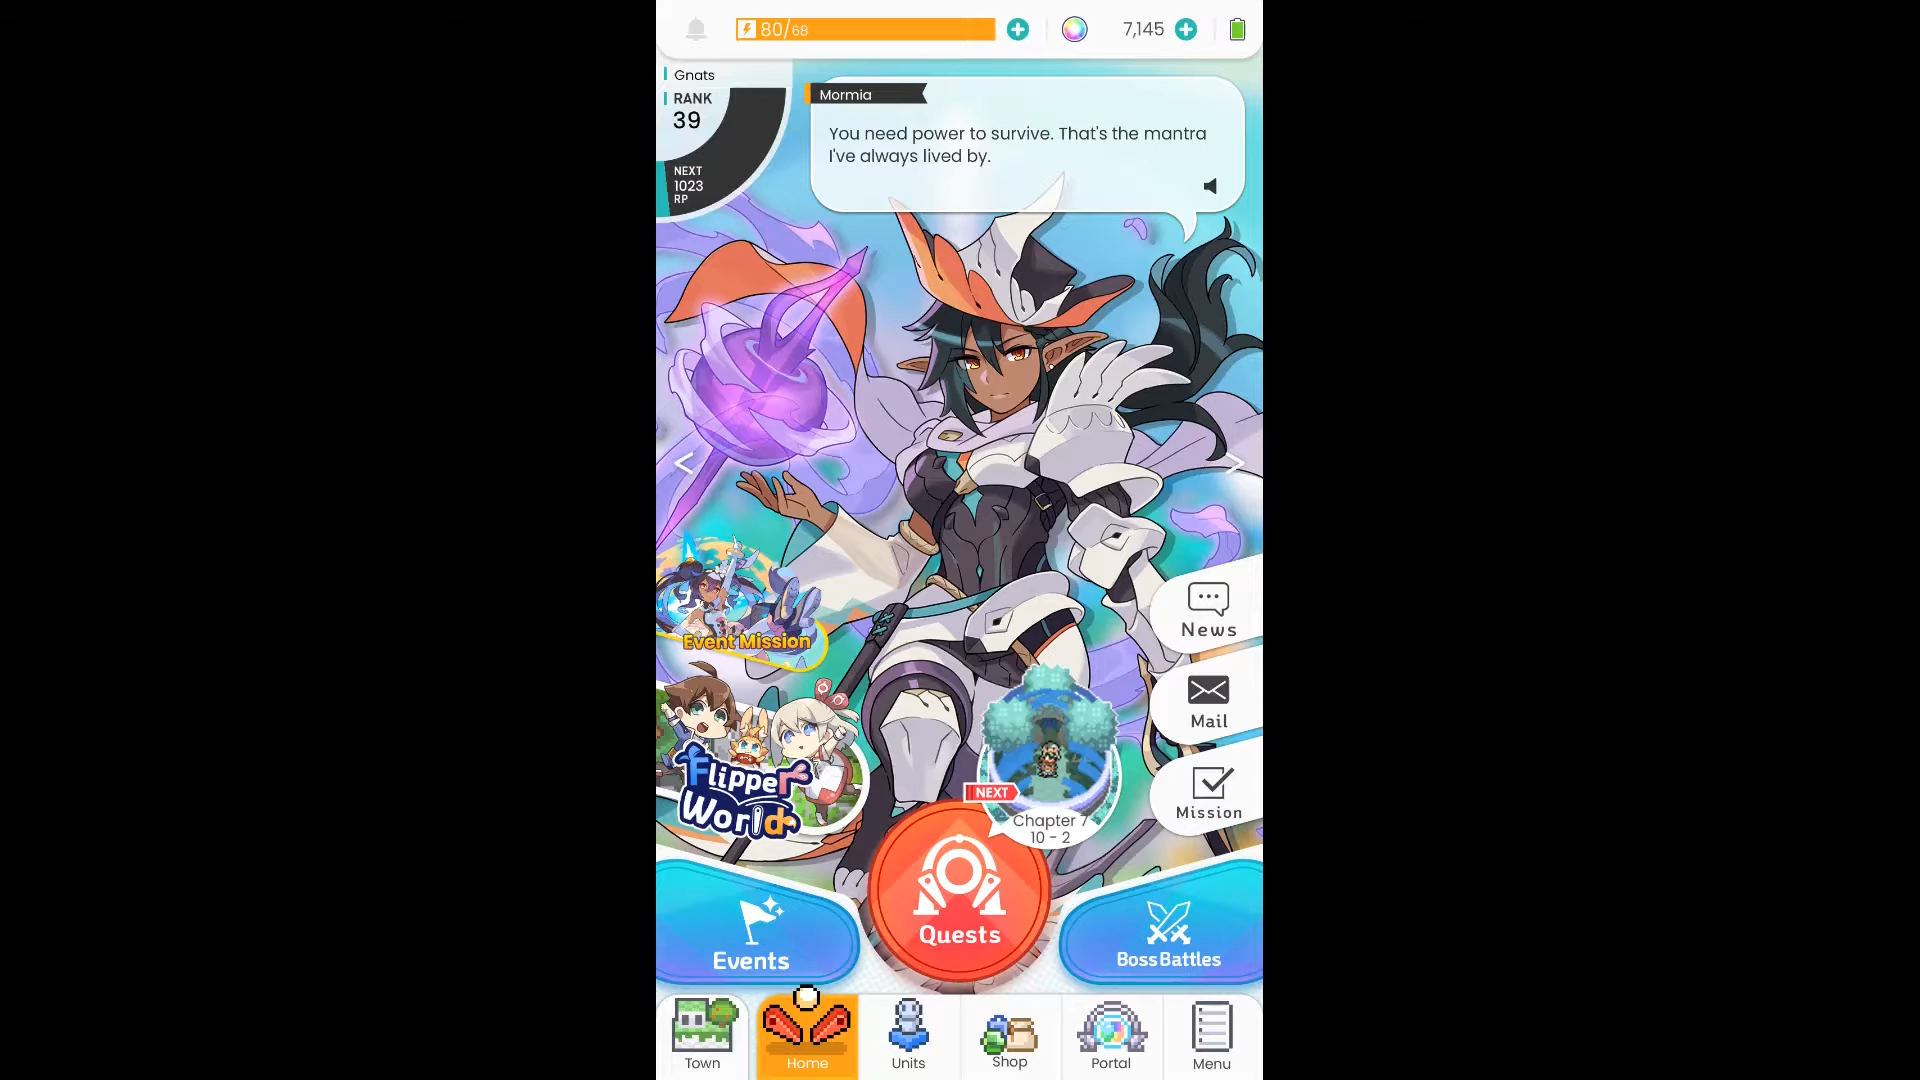 80/68
7,145
Gnats
RANK
39
NEXT
1023
RP
Mormia
You need power to survive. That's the mantra
I've always lived by.
Event Mission
Flipper
World
News
Mail
Mission
NEXT
Chapter 7
10 - 2
Events
Quests
Boss Battles
Town
Home
Units
Shop
Portal
Menu